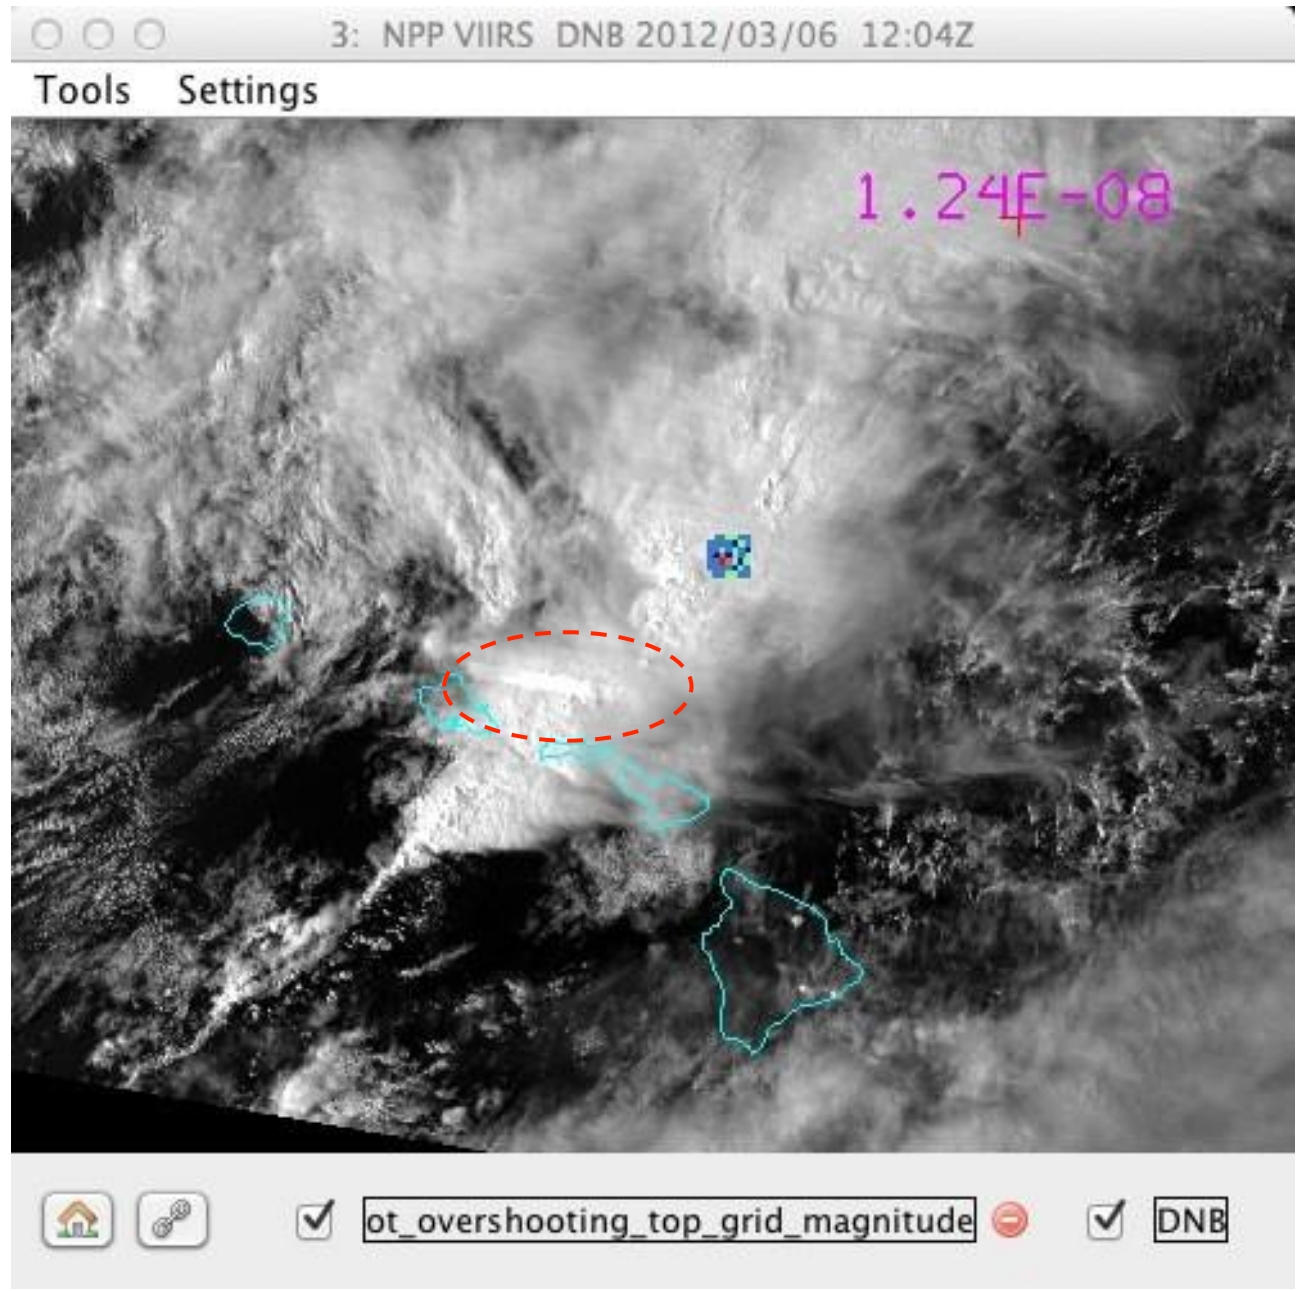 3: NPP VIIRS DNB 2012/03/06 12:04Z
Tools Settings
1.24E-08
ot_overshooting_top_grid_magnitude DNB